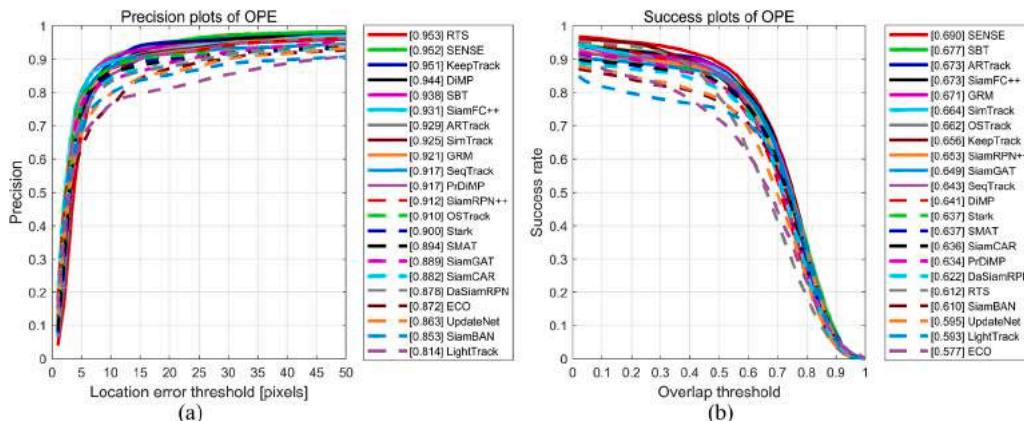 Precision plots of OPE
1
0.9
0.8
0.7
0.6
0.5
0.4
0.3
0.2
0.1
0
Precision
0 5 10 15 20 25 30 35 40 45 50
Location error threshold [pixels]
(a)
[0.953] RTS
[0.952] SENSE
[0.951] KeepTrack
[0.944] DiMP
[0.938] SBT
[0.931] SiamFC++
[0.929] ARTrack
[0.925] SimTrack
[0.921] GRM
[0.917] SeqTrack
[0.917] PrDiMP
[0.912] SiamRPN++
[0.910] OSTrack
[0.900] Stark
[0.894] SMAT
[0.889] SiamGAT
[0.882] SiamCAR
[0.878] DaSiamRPN
[0.872] ECO
[0.863] UpdateNet
[0.853] SiamBAN
[0.814] LightTrack
Success plots of OPE
1
0.9
0.8
0.7
0.6
0.5
0.4
0.3
0.2
0.1
0
Success rate
0 0.1 0.2 0.3 0.4 0.5 0.6 0.7 0.8 0.9 1
Overlap threshold
(b)
[0.690] SENSE
[0.677] SBT
[0.673] ARTrack
[0.673] SiamFC++
[0.671] GRM
[0.664] SimTrack
[0.662] OSTrack
[0.656] KeepTrack
[0.653] SiamRPN++
[0.649] SiamGAT
[0.643] SeqTrack
[0.641] DiMP
[0.637] Stark
[0.637] SMAT
[0.636] SiamCAR
[0.634] PrDiMP
[0.622] DaSiamRPN
[0.612] RTS
[0.610] SiamBAN
[0.595] UpdateNet
[0.593] LightTrack
[0.577] ECO